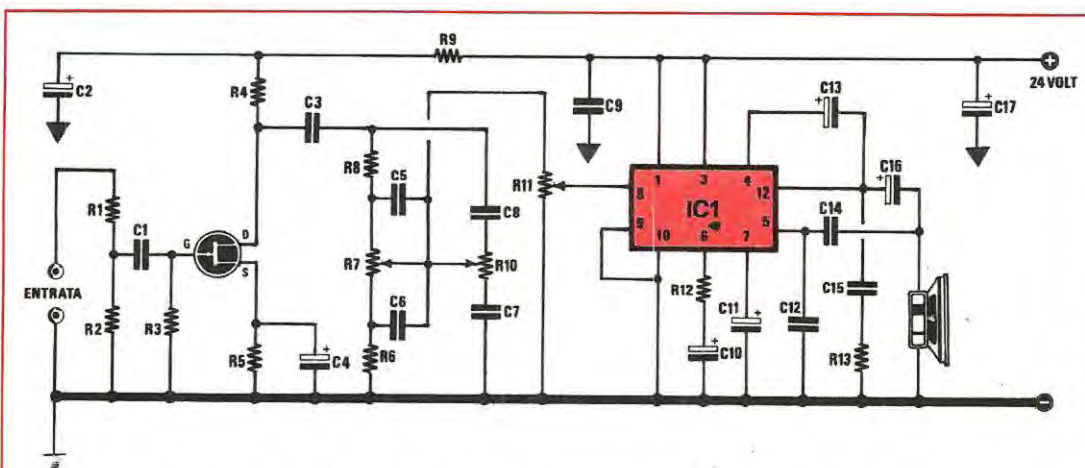 R9
24 VOLT
C2
R4
C3
C9
C13
C17
R1
R8
C5
R11
8
1
3
4
12
C16
C1
G
D
S
C8
IC1
9
10
6
7
5
C14
ENTRATA
R7
R10
R2
R3
R5
C4
C6
R6
C7
R12
C11
C10
C12
C15
R13